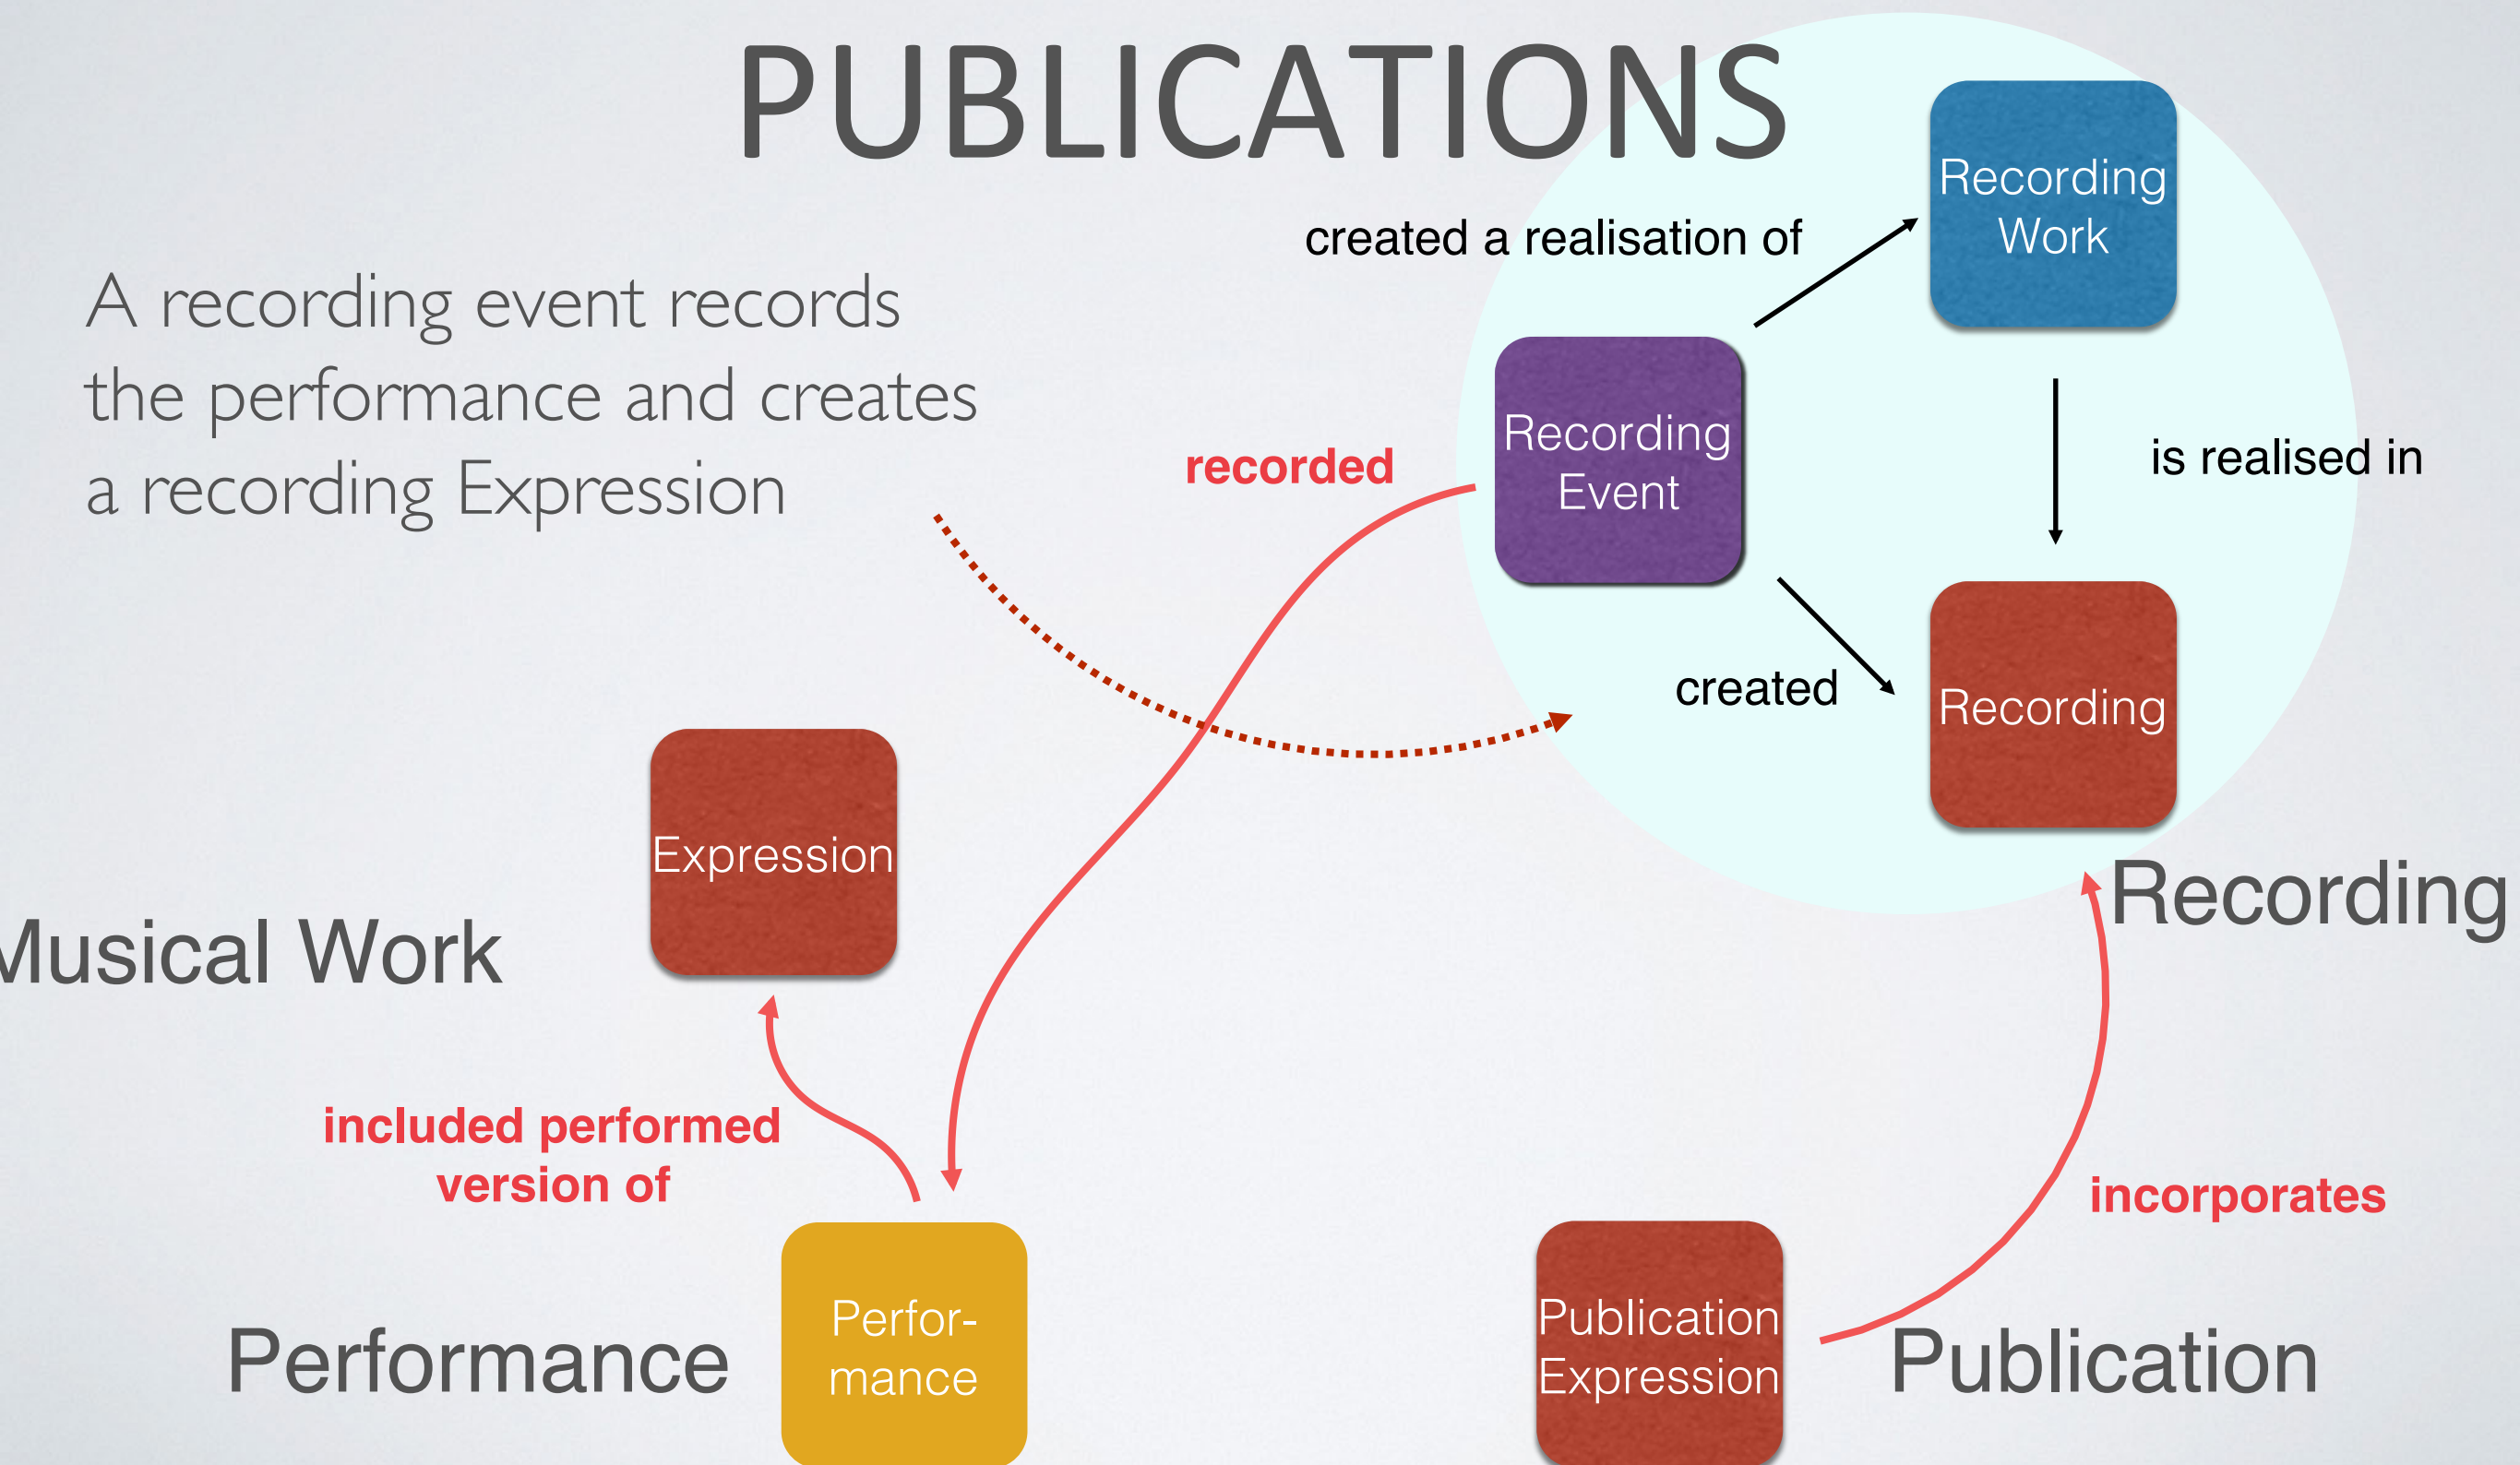 PUBLICATIONS
A recording event records
the performance and creates
a recording Expression
created a realisation of
Recording
Work
Recording
Event
recorded
is realised in
created
Recording
Expression
Recording
Musical Work
included performed
version of
incorporates
Performance
Perfor-
mance
Publication
Expression
Publication